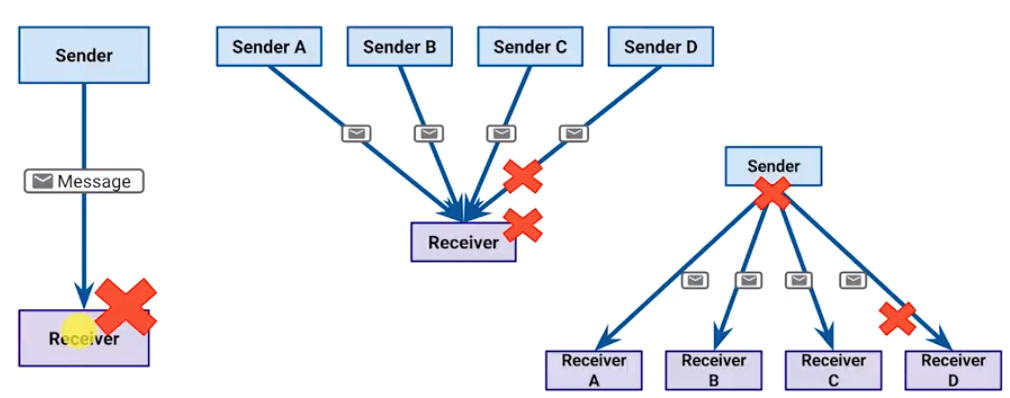 Sender
Message
Receiver
Sender A
Sender B
Sender C
Sender D
Receiver
Sender
Receiver
A
Receiver
B
Receiver
C
Receiver
D